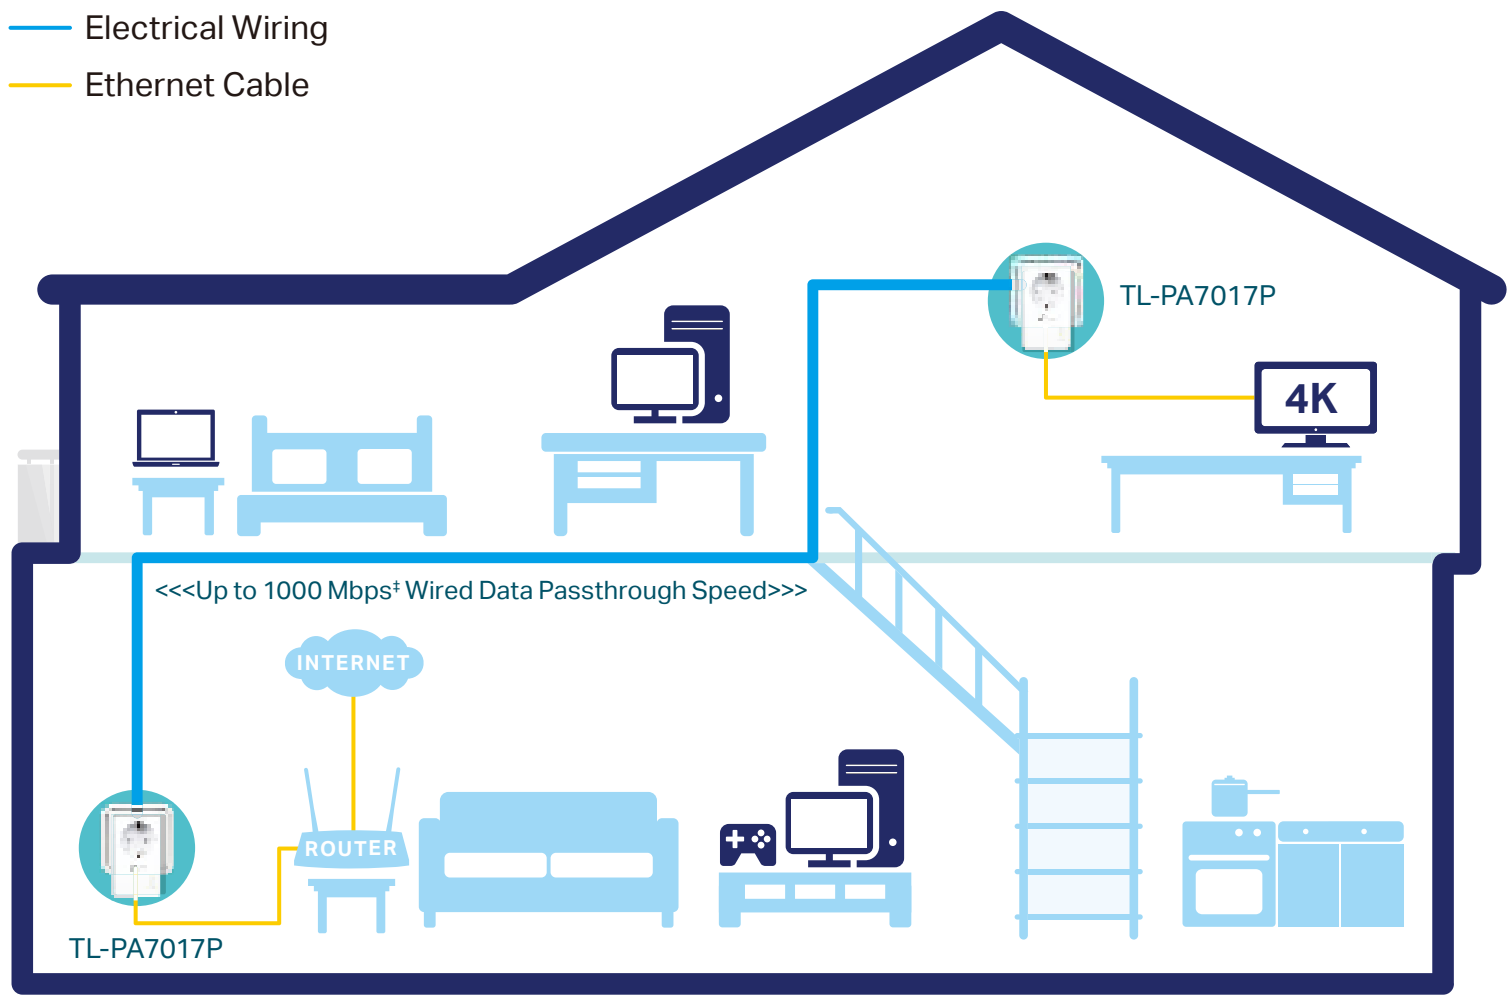 Electrical Wiring
Ethernet Cable
TL-PA7017P
4K
<<<Up to 1000 Mbps‡ Wired Data Passthrough Speed>>>
INTERNET
ROUTER
TL-PA7017P